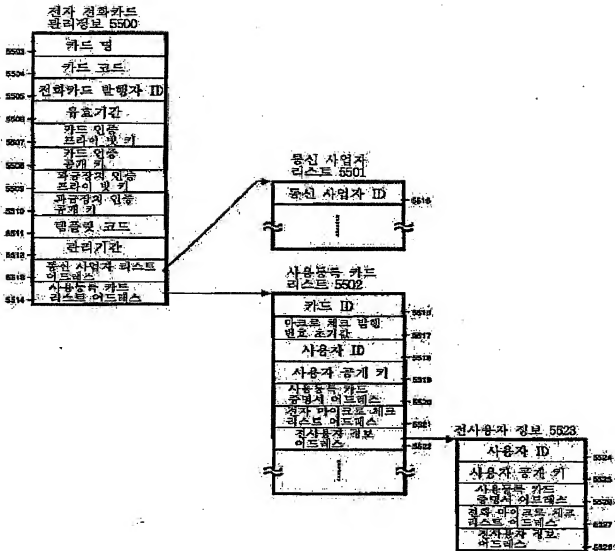 전자 전화카드
관리정보 5500
5503
카드 명
5504
카드 코드
5505
전화카드 발행자 ID
5506
유효기간
5507
카드 인증
프라이빗 키
5508
카드 인증
공개 키
5509
과금장치 인증
프라이빗 키
5510
과금장치 인증
공개 키
5511
템플릿 코드
5512
관리기간
5513
통신 사업자 리스트
어드레스
5514
사용등록 카드
리스트 어드레스
통신 사업자
리스트 5501
통신 사업자 ID
5515
사용등록 카드
리스트 5502
카드 ID
5516
마크로 체크 발행
번호 초기값
5517
사용자 ID
5518
사용자 공개 키
5519
사용등록 카드
증명서 어드레스
5520
전자 마이크로 체크
리스트 어드레스
5521
전사용자 정보
어드레스
5522
전사용자 정보 5523
사용자 ID
5524
사용자 공개 키
5525
사용등록 카드
증명서 어드레스
5526
전화 마이크로 체크
리스트 어드레스
5527
전사용자 정보
어드레스
5528